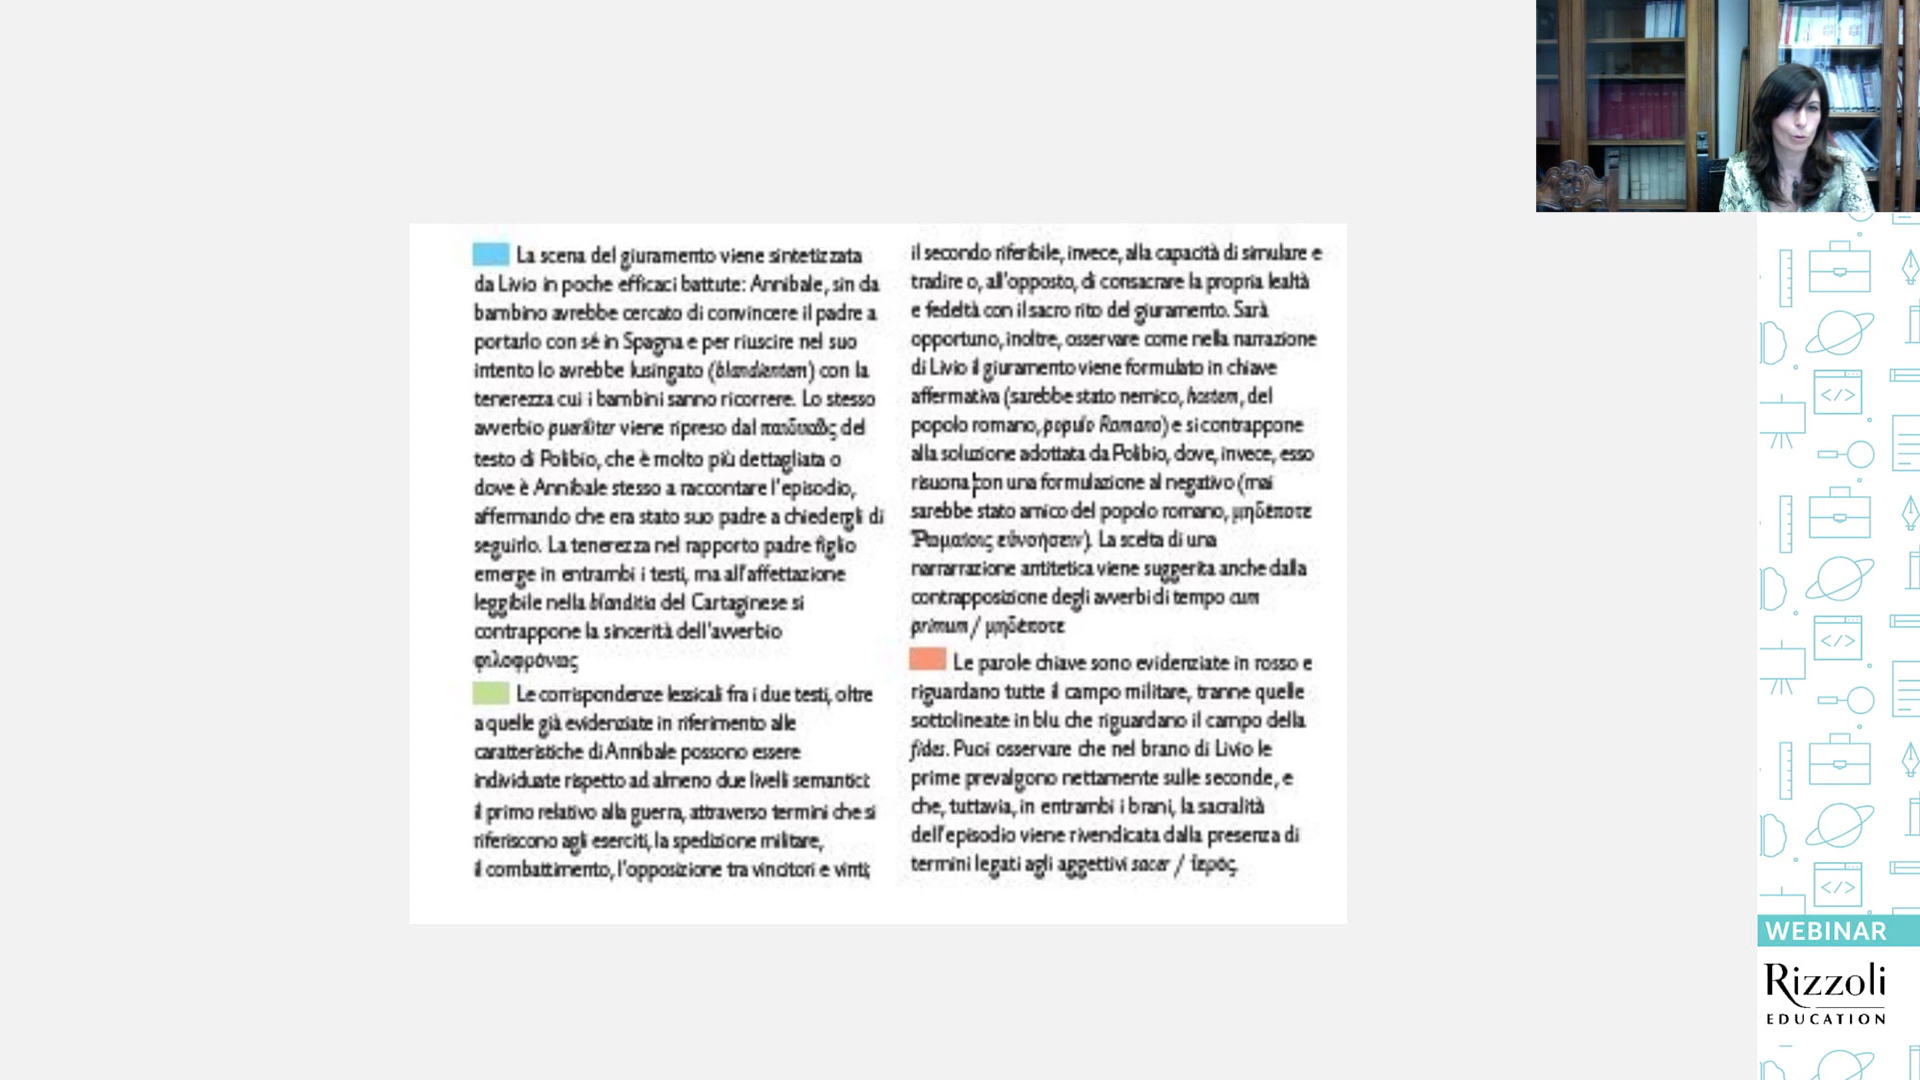 La scena del giuramento viene sintetizzata
da Livio in poche efficaci battute: Annibale, sin da
bambino avrebbe cercato di convincere il padre a
portarlo con sé in Spagna e per riuscire nel suo
intento lo avrebbe lusingato (blandientem) con la
tenerezza cui i bambini sanno ricorrere. Lo stesso
avverbio pueriliter viene ripreso dal παιδικῶς del
testo di Polibio, che è molto più dettagliata o
dove è Annibale stesso a raccontare l'episodio,
affermando che era stato suo padre a chiedergli di
seguirlo. La tenerezza nel rapporto padre figlio
emerge in entrambi i testi, ma all'affettazione
leggibile nella blanditia del Cartaginese si
contrappone la sincerità dell'avverbio
φιλοφρόνως
Le corrispondenze lessicali fra i due testi, oltre
a quelle già evidenziate in riferimento alle
caratteristiche di Annibale possono essere
individuate rispetto ad almeno due livelli semantici:
il primo relativo alla guerra, attraverso termini che si
riferiscono agli eserciti, la spedizione militare,
il combattimento, l'opposizione tra vincitori e vinti;
il secondo riferibile, invece, alla capacità di simulare e
tradire o, all'opposto, di consacrare la propria lealtà
e fedeltà con il sacro rito del giuramento. Sarà
opportuno, inoltre, osservare come nella narrazione
di Livio il giuramento viene formulato in chiave
affermativa (sarebbe stato nemico, hostem, del
popolo romano, populo Romano) e si contrappone
alla soluzione adottata da Polibio, dove, invece, esso
risuona con una formulazione al negativo (mai
sarebbe stato amico del popolo romano, μηδέποτε
Ῥωμαίοις εὐνοήσειν). La scelta di una
narrarrazione antitetica viene suggerita anche dalla
contrapposizione degli avverbi di tempo cum
primum / μηδέποτε
Le parole chiave sono evidenziate in rosso e
riguardano tutte il campo militare, tranne quelle
sottolineate in blu che riguardano il campo della
fides. Puoi osservare che nel brano di Livio le
prime prevalgono nettamente sulle seconde, e
che, tuttavia, in entrambi i brani, la sacralità
dell'episodio viene rivendicata dalla presenza di
termini legati agli aggettivi sacer / ἱερός.
WEBINAR
Rizzoli
EDUCATION